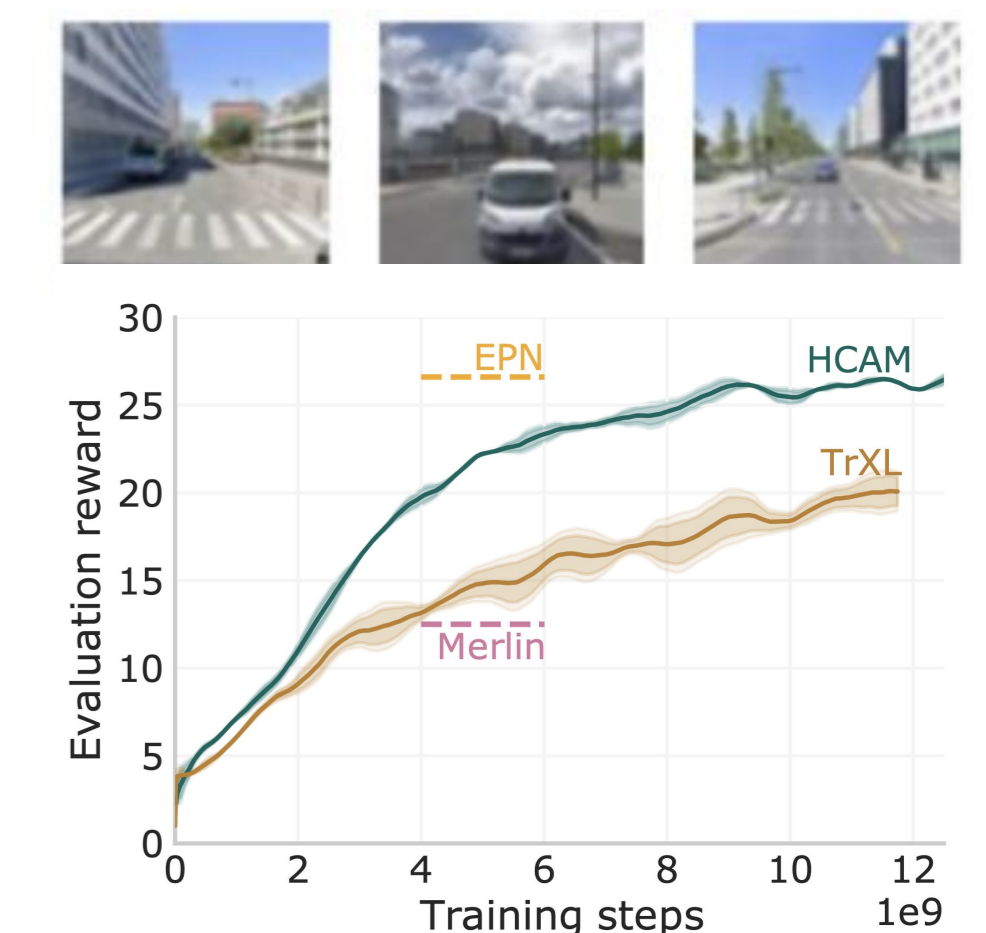 30
EPN
HCAM
25
TrXL
20
15
Merlin
10
5
0
Evaluation reward
0 2 4 6 8 10 12
Training steps
1e9